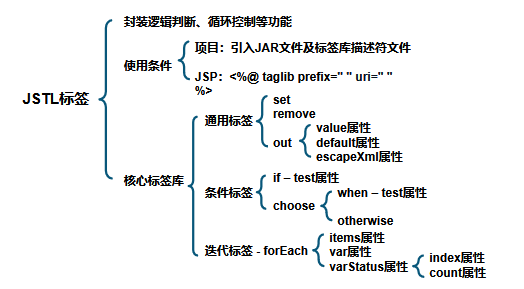 封装逻辑判断、循环控制等功能
项目：引入JAR文件及标签库描述符文件
使用条件
JSP：<%@ taglib prefix=" " uri=" "
%>
JSTL标签
set
通用标签
remove
value属性
out
default属性
escapeXml属性
核心标签库
if – test属性
条件标签
when – test属性
choose
otherwise
items属性
迭代标签 - forEach
var属性
varStatus属性
index属性
count属性